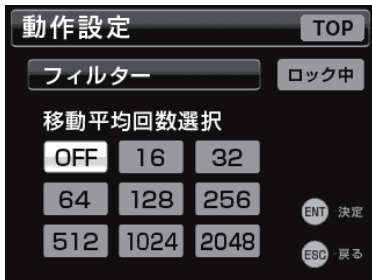 動作設定 TOP
フィルター ロック中
移動平均回数選択
OFF 16 32
64 128 256
ENT -決定
512 1024 2048
ESC -戻る